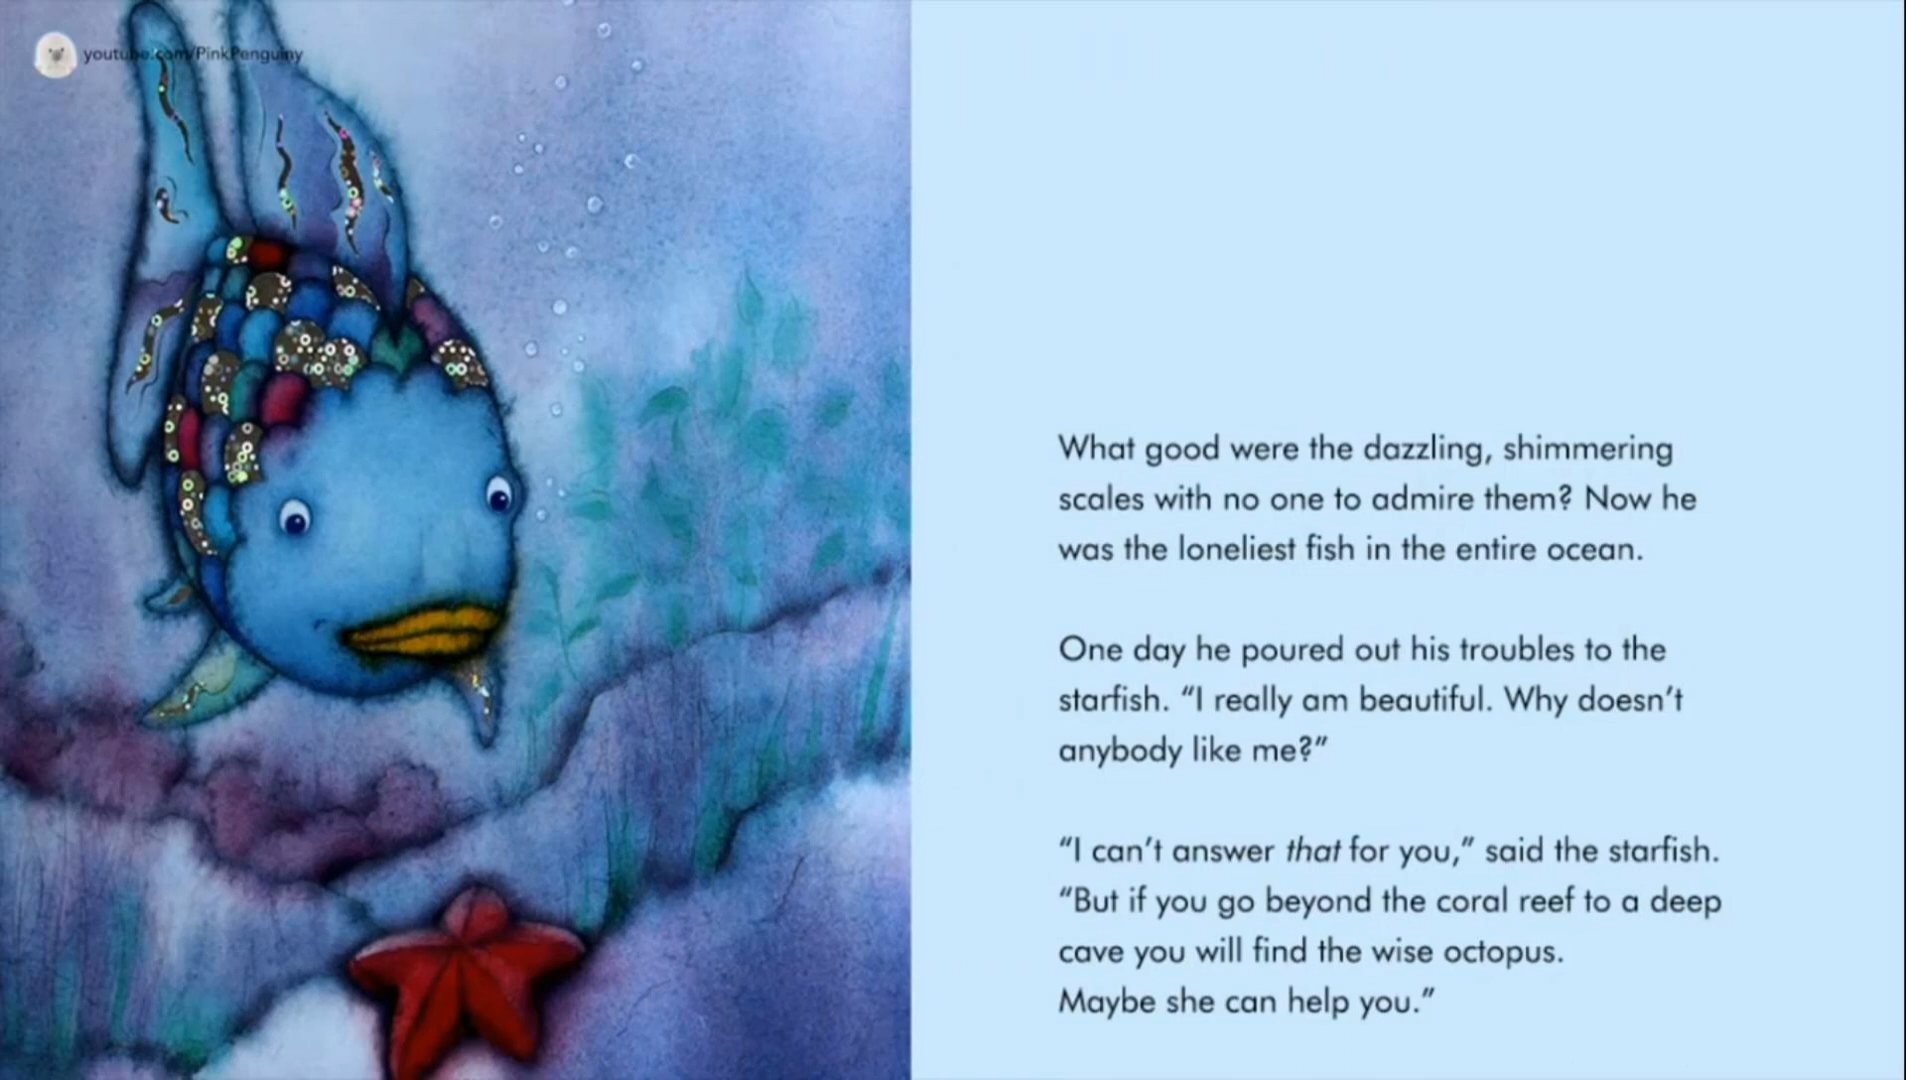 youtube.com/PinkPenguiny
What good were the dazzling, shimmering
scales with no one to admire them? Now he
was the loneliest fish in the entire ocean.
One day he poured out his troubles to the
starfish. “I really am beautiful. Why doesn’t
anybody like me?”
“I can’t answer that for you,” said the starfish.
“But if you go beyond the coral reef to a deep
cave you will find the wise octopus.
Maybe she can help you.”